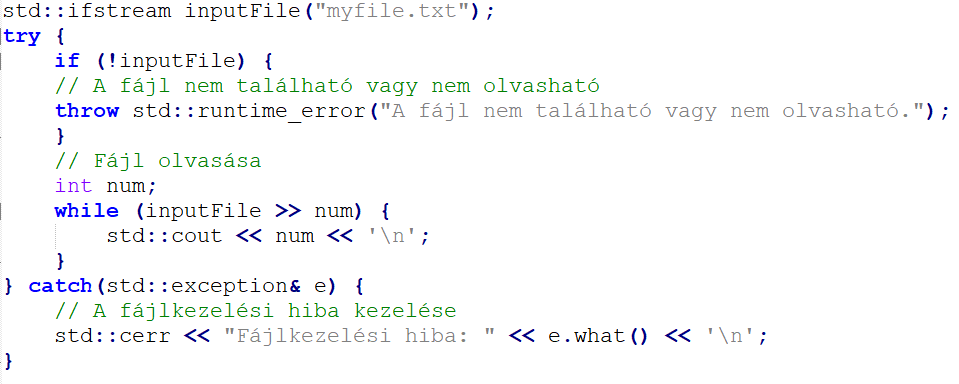 std::ifstream inputFile("myfile.txt");
try {
    if (!inputFile) {
    // A fájl nem található vagy nem olvasható
    throw std::runtime_error("A fájl nem található vagy nem olvasható.");
    }
    // Fájl olvasása
    int num;
    while (inputFile >> num) {
        std::cout << num << '\n';
    }
} catch(std::exception& e) {
    // A fájlkezelési hiba kezelése
    std::cerr << "Fájlkezelési hiba: " << e.what() << '\n';
}